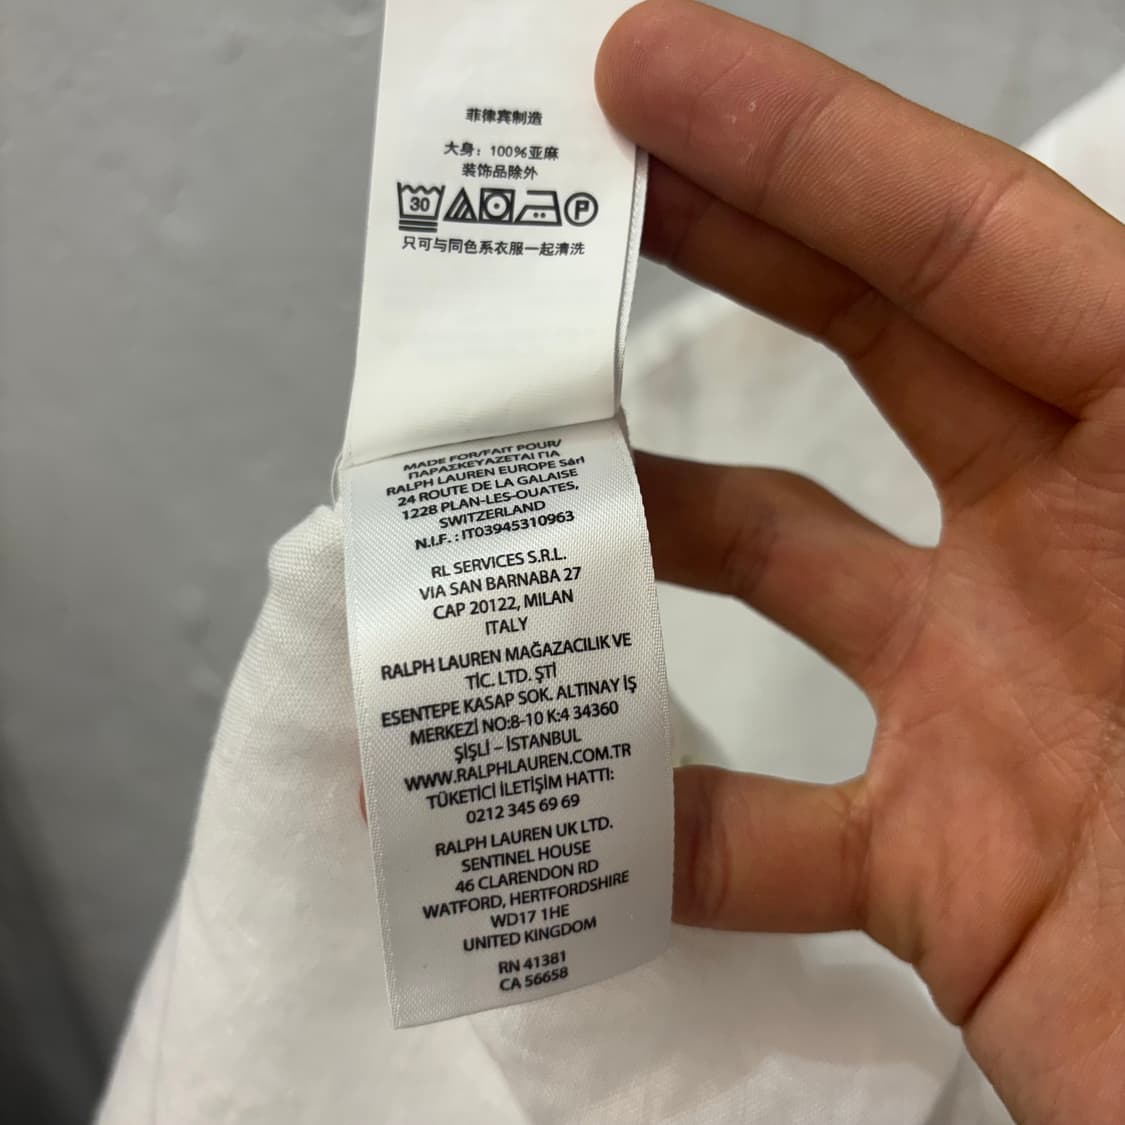 菲律宾制造
大身：100%亚麻
装饰品除外
30 P
只可与同色系衣服一起清洗
MADE FOR/FAIT POUR/
ΠΑΡΑΣΚΕΥΑΖΕΤΑΙ ΓΙΑ
RALPH LAUREN EUROPE Sárl
24 ROUTE DE LA GALAISE
1228 PLAN-LES-OUATES,
SWITZERLAND
N.I.F. : IT03945310963
RL SERVICES S.R.L.
VIA SAN BARNABA 27
CAP 20122, MILAN
ITALY
RALPH LAUREN MAĞAZACILIK VE
TİC. LTD. ŞTİ
ESENTEPE KASAP SOK. ALTINAY İŞ
MERKEZİ NO:8-10 K:4 34360
ŞİŞLİ – İSTANBUL
WWW.RALPHLAUREN.COM.TR
TÜKETİCİ İLETİŞİM HATTI:
0212 345 69 69
RALPH LAUREN UK LTD.
SENTINEL HOUSE
46 CLARENDON RD
WATFORD, HERTFORDSHIRE
WD17 1HE
UNITED KINGDOM
RN 41381
CA 56658